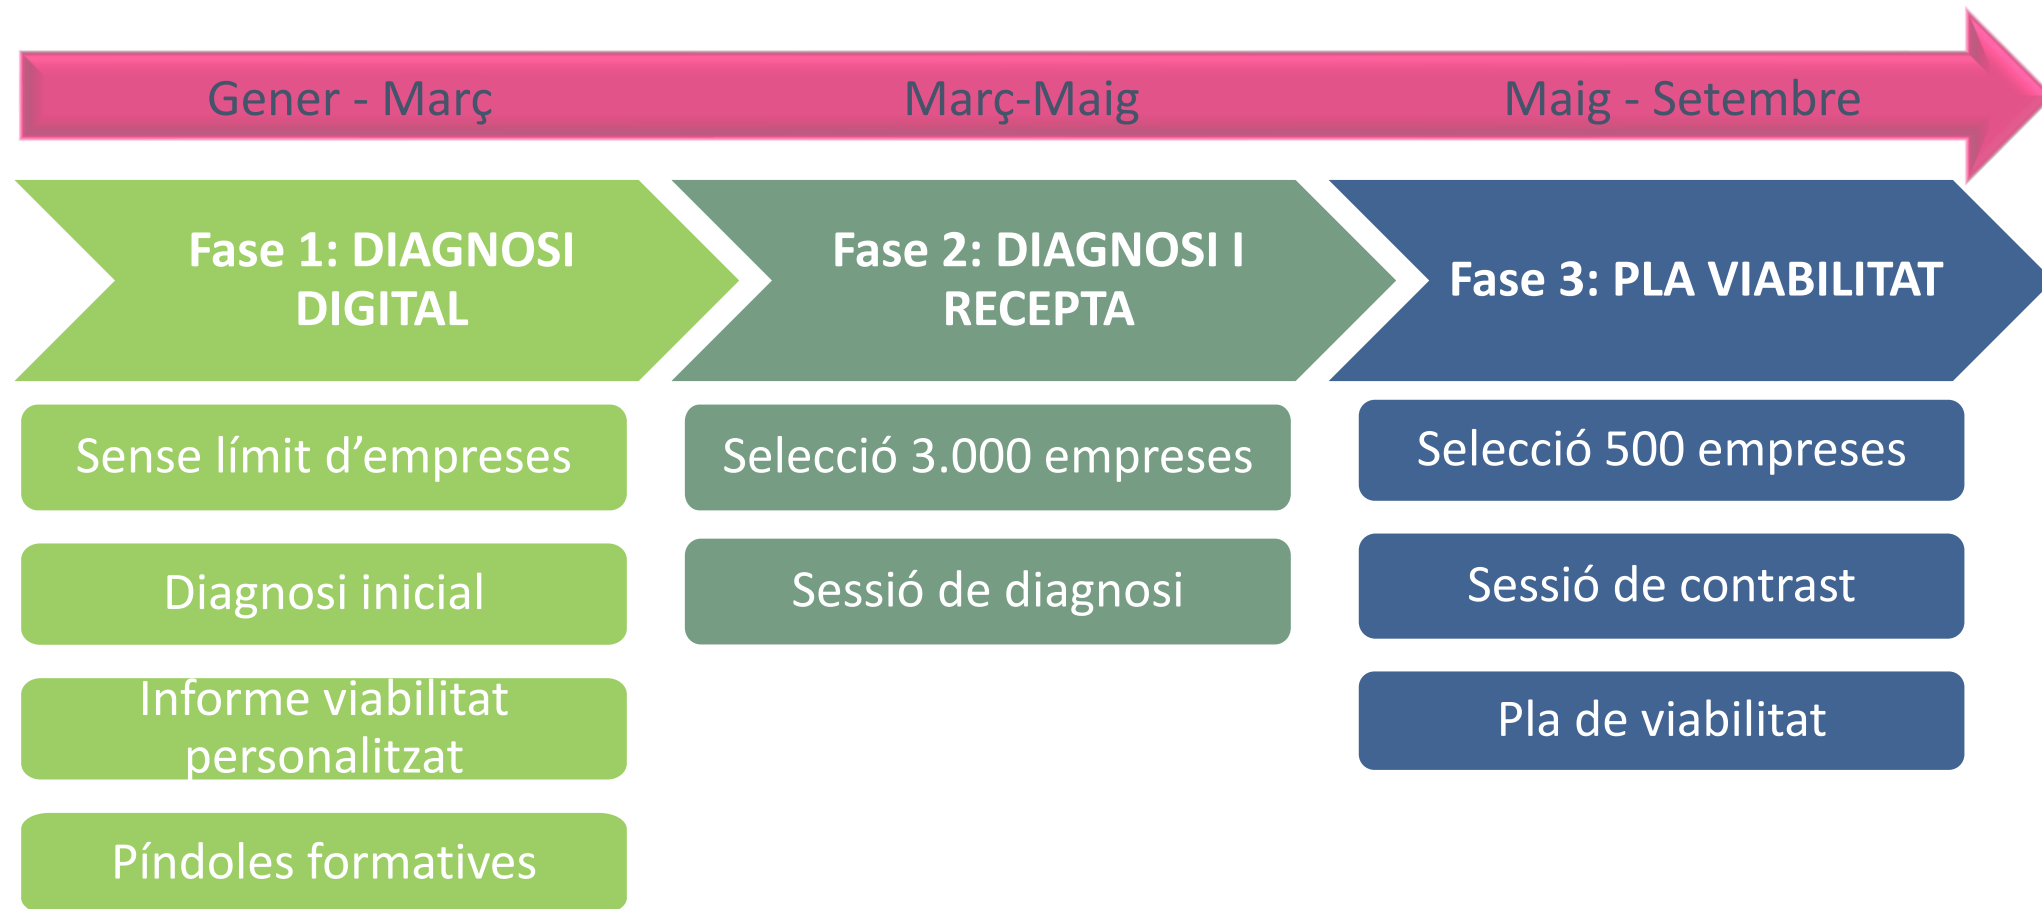 Gener - Març
Març-Maig
Maig - Setembre
Fase 1: DIAGNOSI
DIGITAL
Fase 2: DIAGNOSI I
RECEPTA
Fase 3: PLA VIABILITAT
Sense límit d’empreses
Diagnosi inicial
Informe viabilitat
personalitzat
Píndoles formatives
Selecció 3.000 empreses
Sessió de diagnosi
Selecció 500 empreses
Sessió de contrast
Pla de viabilitat